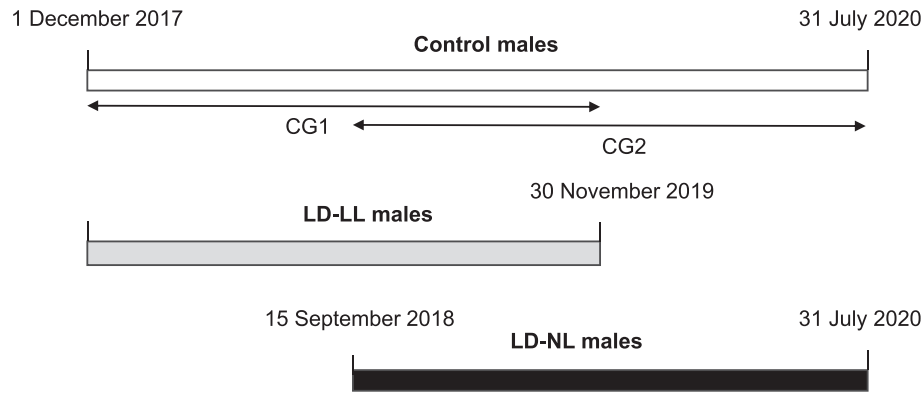 1 December 2017
31 July 2020
Control males
CG1
CG2
30 November 2019
LD-LL males
15 September 2018
31 July 2020
LD-NL males